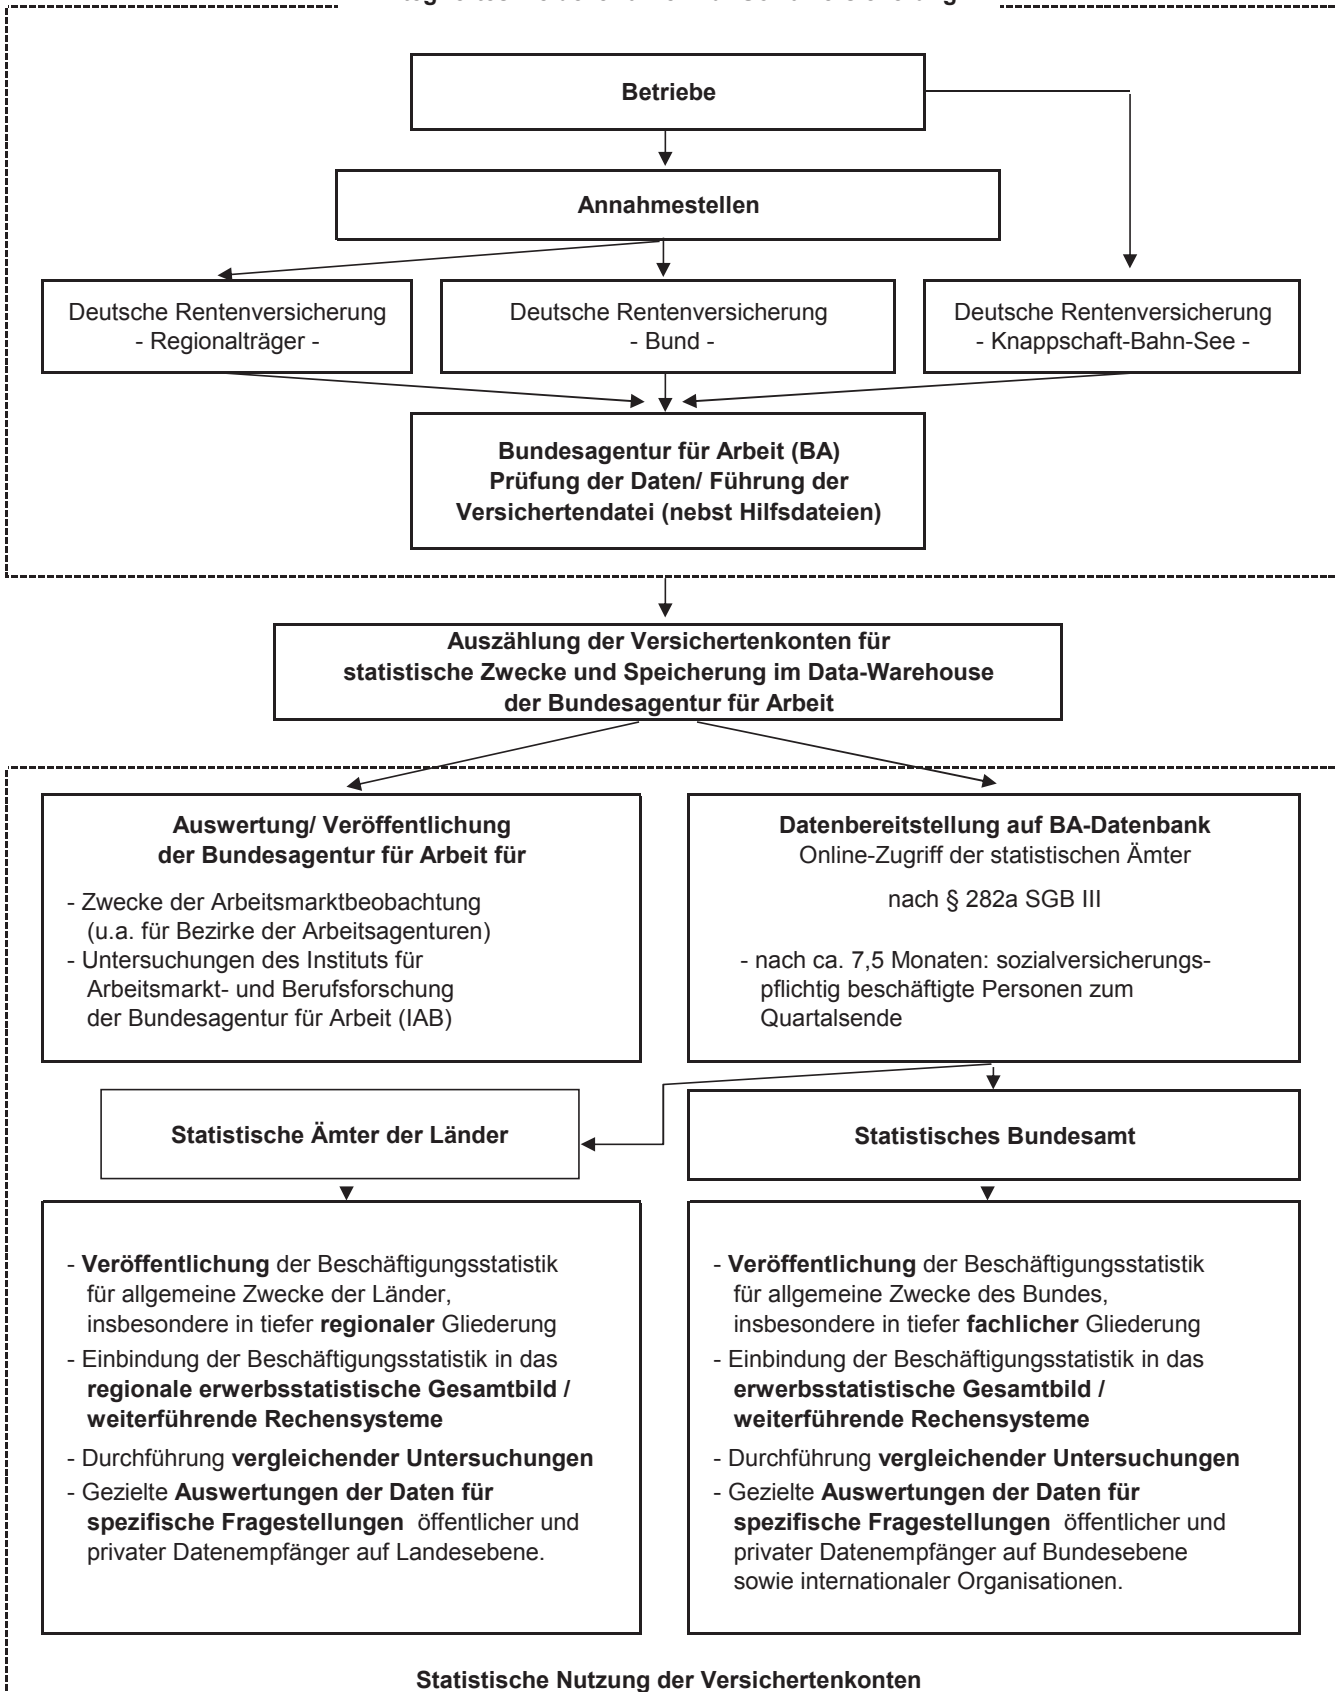 Betriebe
Annahmestellen
Deutsche Rentenversicherung
- Regionalträger -
Deutsche Rentenversicherung
- Bund -
Deutsche Rentenversicherung
- Knappschaft-Bahn-See -
Bundesagentur für Arbeit (BA)
Prüfung der Daten/ Führung der
Versichertendatei (nebst Hilfsdateien)
Auszählung der Versichertenkonten für
statistische Zwecke und Speicherung im Data-Warehouse
der Bundesagentur für Arbeit
Auswertung/ Veröffentlichung
der Bundesagentur für Arbeit für
- Zwecke der Arbeitsmarktbeobachtung
(u.a. für Bezirke der Arbeitsagenturen)
- Untersuchungen des Instituts für
Arbeitsmarkt- und Berufsforschung
der Bundesagentur für Arbeit (IAB)
Datenbereitstellung auf BA-Datenbank
Online-Zugriff der statistischen Ämter
nach § 282a SGB III
- nach ca. 7,5 Monaten: sozialversicherungs-
pflichtig beschäftigte Personen zum
Quartalsende
Statistische Ämter der Länder
Statistisches Bundesamt
- Veröffentlichung der Beschäftigungsstatistik
für allgemeine Zwecke der Länder,
insbesondere in tiefer regionaler Gliederung
- Einbindung der Beschäftigungsstatistik in das
regionale erwerbsstatistische Gesamtbild /
weiterführende Rechensysteme
- Durchführung vergleichender Untersuchungen
- Gezielte Auswertungen der Daten für
spezifische Fragestellungen öffentlicher und
privater Datenempfänger auf Landesebene.
- Veröffentlichung der Beschäftigungsstatistik
für allgemeine Zwecke des Bundes,
insbesondere in tiefer fachlicher Gliederung
- Einbindung der Beschäftigungsstatistik in das
erwerbsstatistische Gesamtbild /
weiterführende Rechensysteme
- Durchführung vergleichender Untersuchungen
- Gezielte Auswertungen der Daten für
spezifische Fragestellungen öffentlicher und
privater Datenempfänger auf Bundesebene
sowie internationaler Organisationen.
Statistische Nutzung der Versichertenkonten